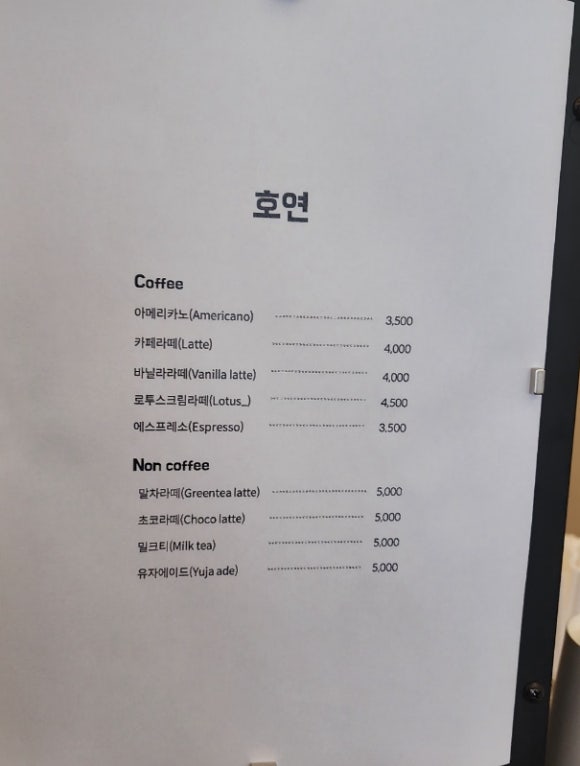 호연
Coffee
아메리카노(Americano) 3,500
카페라떼(Latte) 4,000
바닐라라떼(Vanilla latte) 4,000
로투스크림라떼(Lotus_) 4,500
에스프레소(Espresso) 3,500
Non coffee
말차라떼(Greentea latte) 5,000
초코라떼(Choco latte) 5,000
밀크티(Milk tea) 5,000
유자에이드(Yuja ade) 5,000